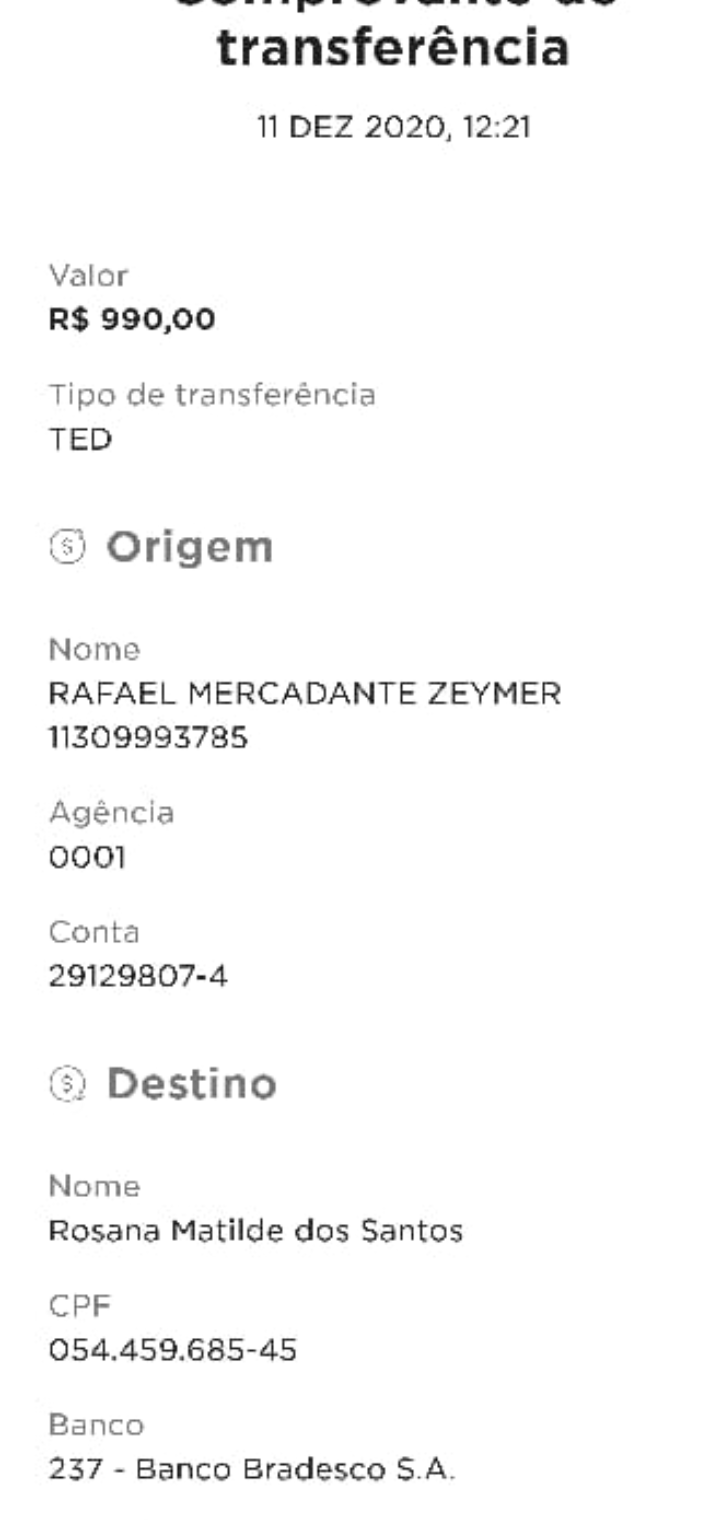 transferência
11 DEZ 2020, 12:21
Valor
R$ 990,00
Tipo de transferência
TED
Origem
Nome
RAFAEL MERCADANTE ZEYMER
11309993785
Agência
0001
Conta
29129807-4
Destino
Nome
Rosana Matilde dos Santos
CPF
054.459.685-45
Banco
237 - Banco Bradesco S.A.